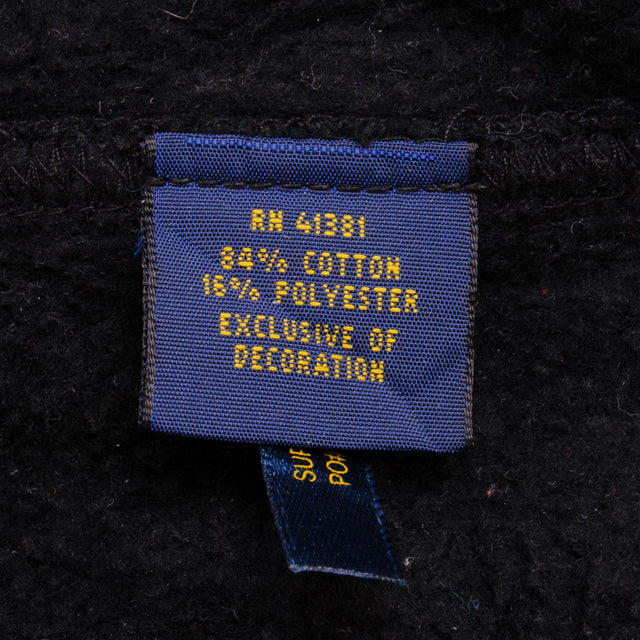 RN 41381
84% COTTON
16% POLYESTER
EXCLUSIVE OF
DECORATION